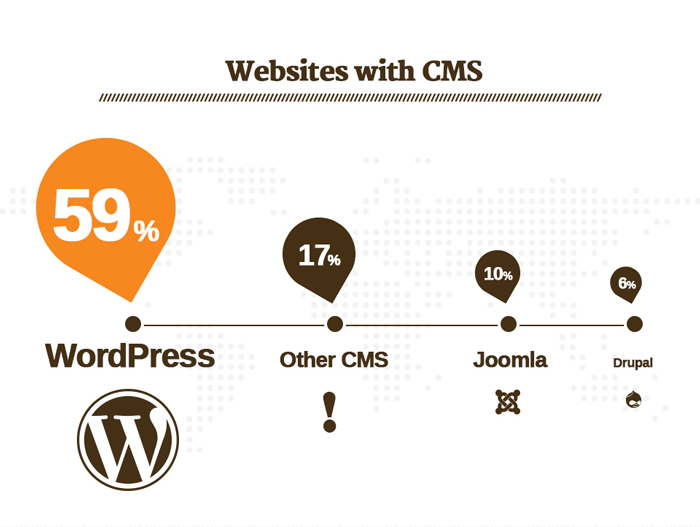 Websites with CMS
59%
17%
10%
6%
WordPress
Other CMS
Joomla
Drupal